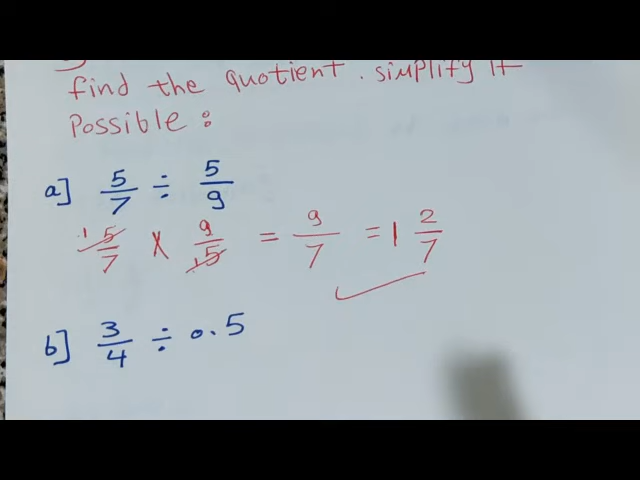 find the quotient. simplify if
Possible:
a] 5/7 ÷ 5/9
1 5/7 × 9/5 1 = 9/7 = 1 2/7
b] 3/4 ÷ 0.5